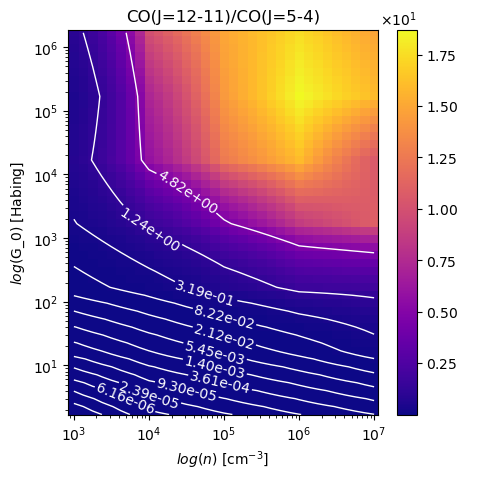 CO(J=12-11)/CO(J=5-4)
×10¹
log(G_0) [Habing]
10⁶
10⁵
10⁴
10³
10²
10¹
4.82e+00
1.24e+00
3.19e-01
8.22e-02
2.12e-02
5.45e-03
1.40e-03
3.61e-04
9.30e-05
2.39e-05
6.16e-06
10³ 10⁴ 10⁵ 10⁶ 10⁷
log(n) [cm⁻³]
1.75
1.50
1.25
1.00
0.75
0.50
0.25